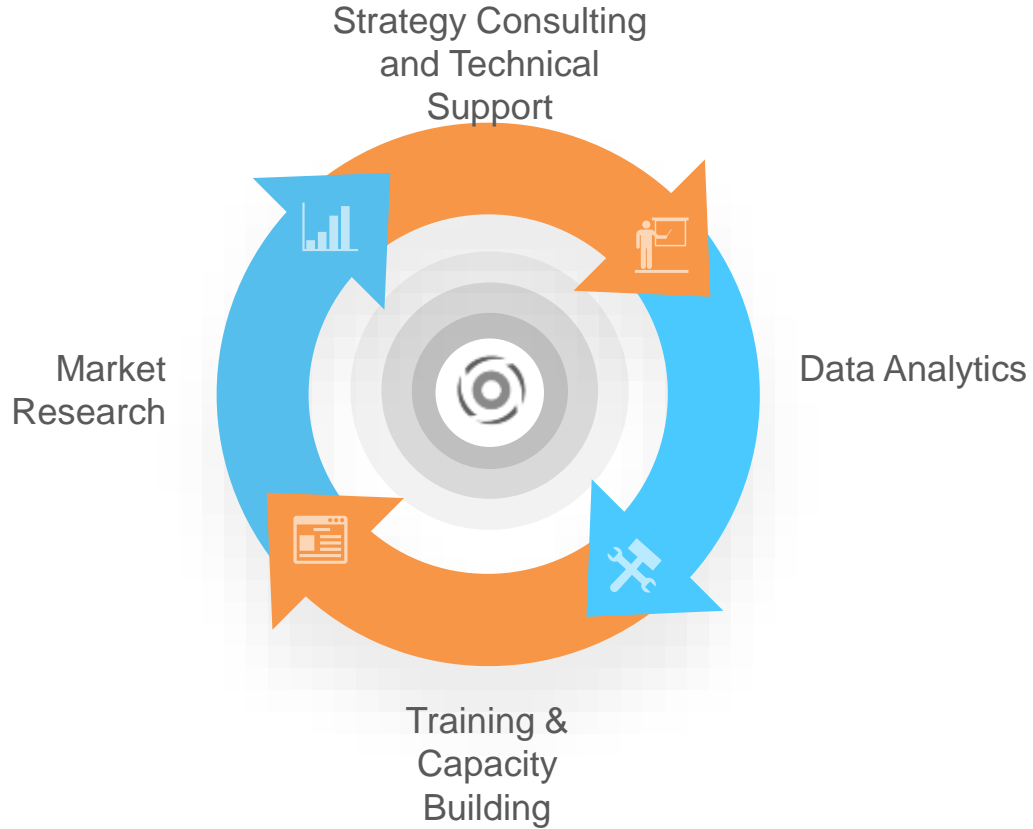 Strategy Consulting
and Technical
Support
Market
Research
Data Analytics
Training &
Capacity
Building